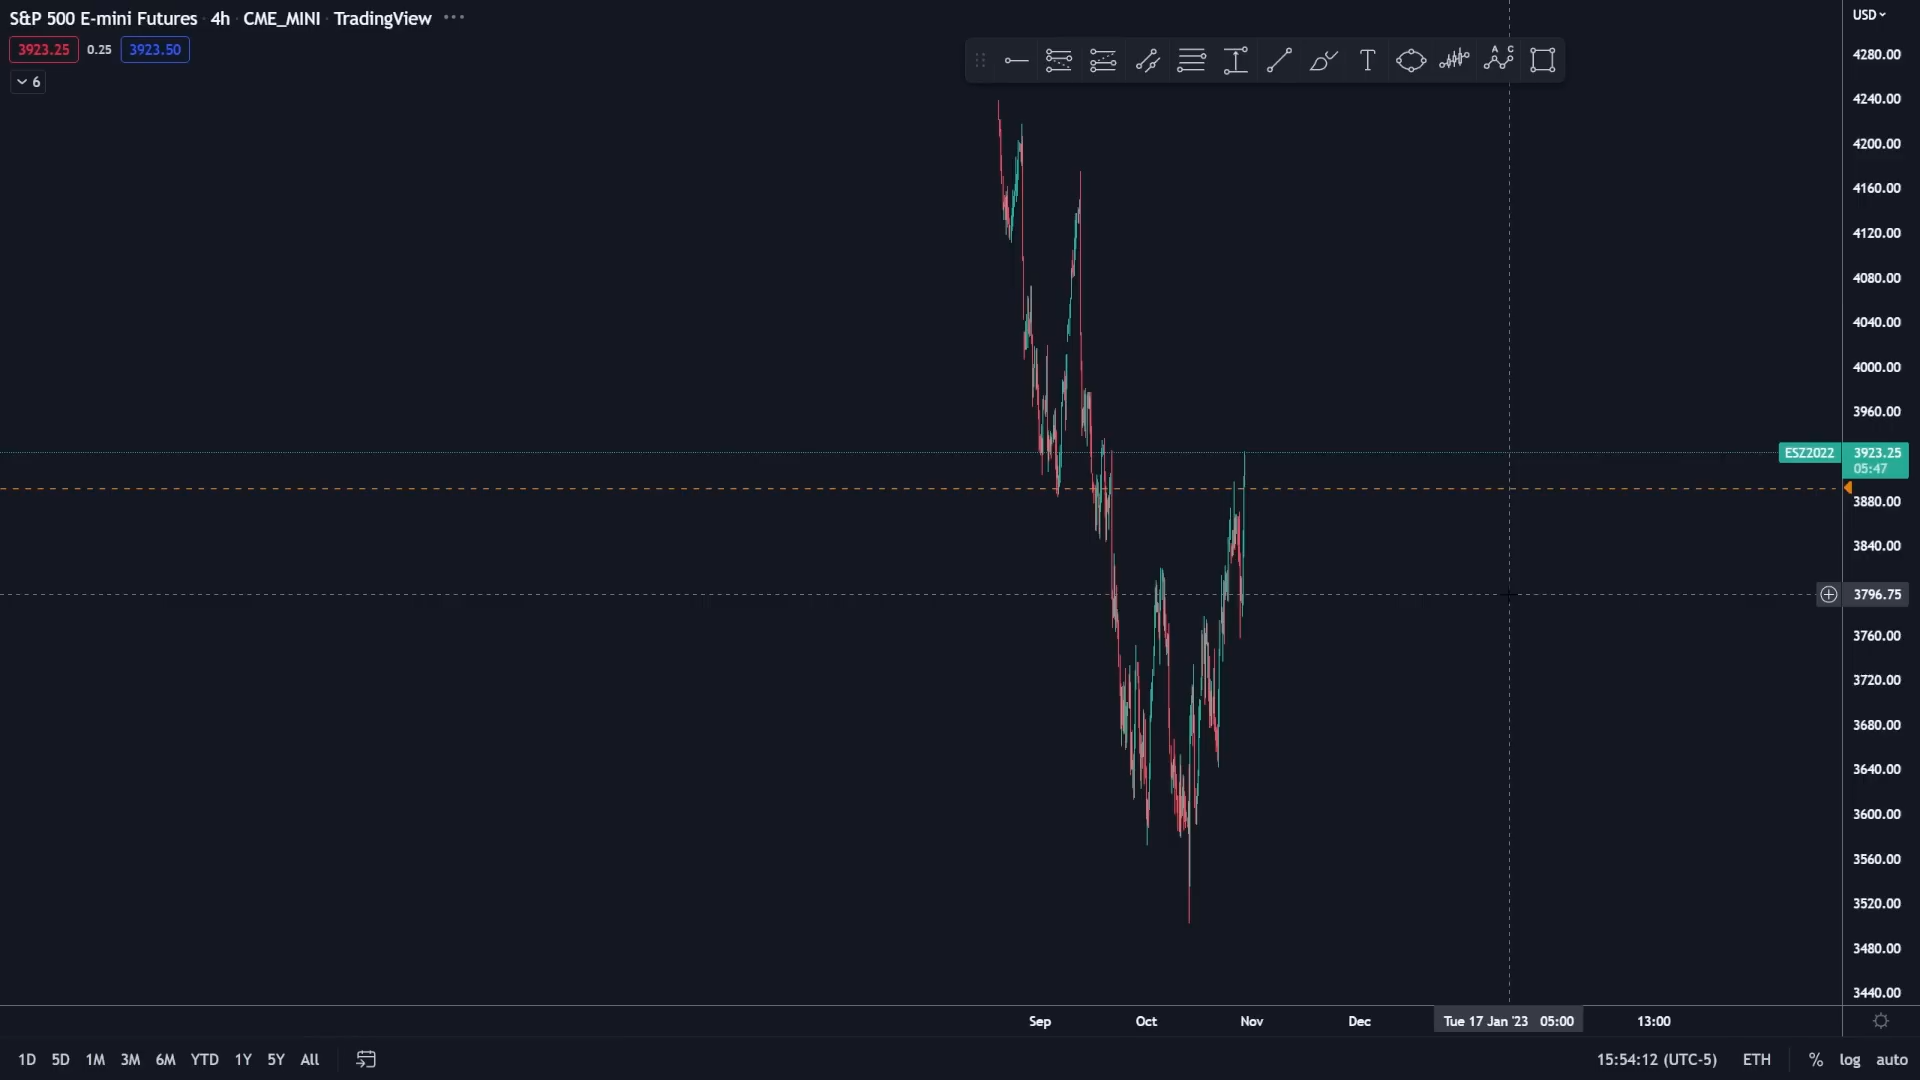 S&P 500 E-mini Futures · 4h · CME_MINI · TradingView
3923.25 0.25 3923.50
6
T
A C
USD
4280.00
4240.00
4200.00
4160.00
4120.00
4080.00
4040.00
4000.00
3960.00
ESZ2022 3923.25
05:47
3880.00
3840.00
3796.75
3760.00
3720.00
3680.00
3640.00
3600.00
3560.00
3520.00
3480.00
3440.00
Sep Oct Nov Dec Tue 17 Jan '23 05:00 13:00
1D 5D 1M 3M 6M YTD 1Y 5Y All 15:54:12 (UTC-5) ETH % log auto